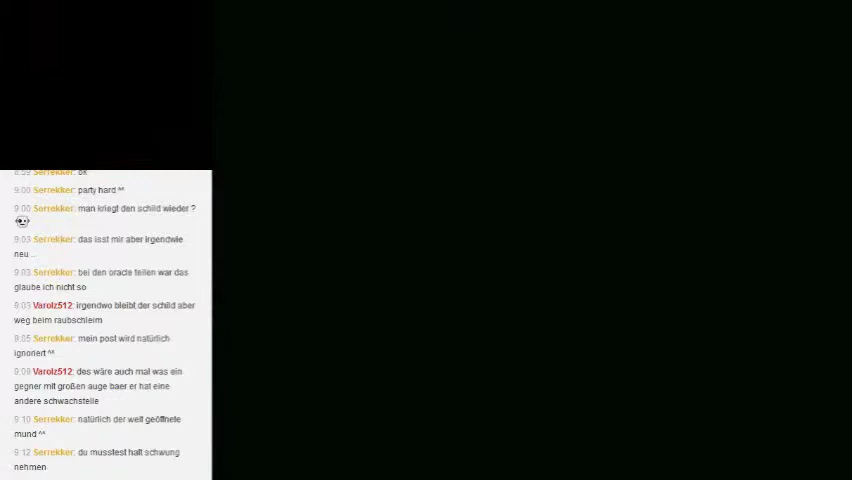 8:59 Serrekker: ok
9:00 Serrekker: party hard ^^
9:00 Serrekker: man kriegt den schild wieder ?
9:03 Serrekker: das isst mir aber irgendwie
neu ..
9:03 Serrekker: bei den oracle teilen war das
glaube ich nicht so
9:03 Varolz512: irgendwo bleibt der schild aber
weg beim raubschleim
9:05 Serrekker: mein post wird natürlich
ignoriert ^^
9:09 Varolz512: des wäre auch mal was ein
gegner mit großen auge baer er hat eine
andere schwachstelle
9:10 Serrekker: natürlich der weit geöffnete
mund ^^
9:12 Serrekker: du musstest halt schwung
nehmen